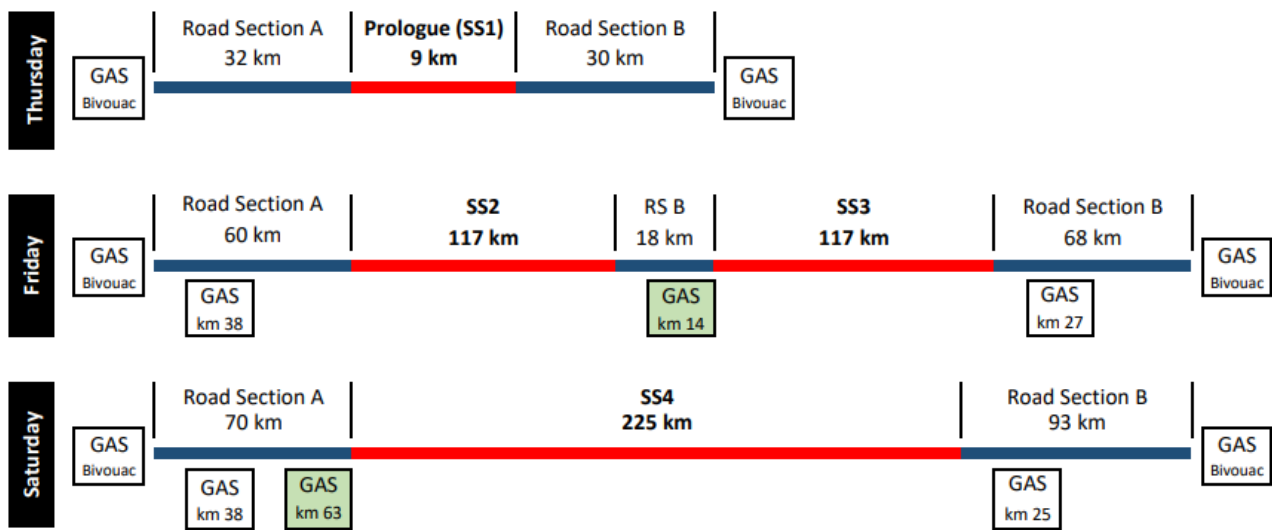 Thursday
Road Section A
32 km
Prologue (SS1)
9 km
Road Section B
30 km
GAS
Bivouac
GAS
Bivouac
Friday
Road Section A
60 km
SS2
117 km
RS B
18 km
SS3
117 km
Road Section B
68 km
GAS
Bivouac
GAS
Bivouac
GAS
km 38
GAS
km 14
GAS
km 27
Saturday
Road Section A
70 km
SS4
225 km
Road Section B
93 km
GAS
Bivouac
GAS
Bivouac
GAS
km 38
GAS
km 63
GAS
km 25